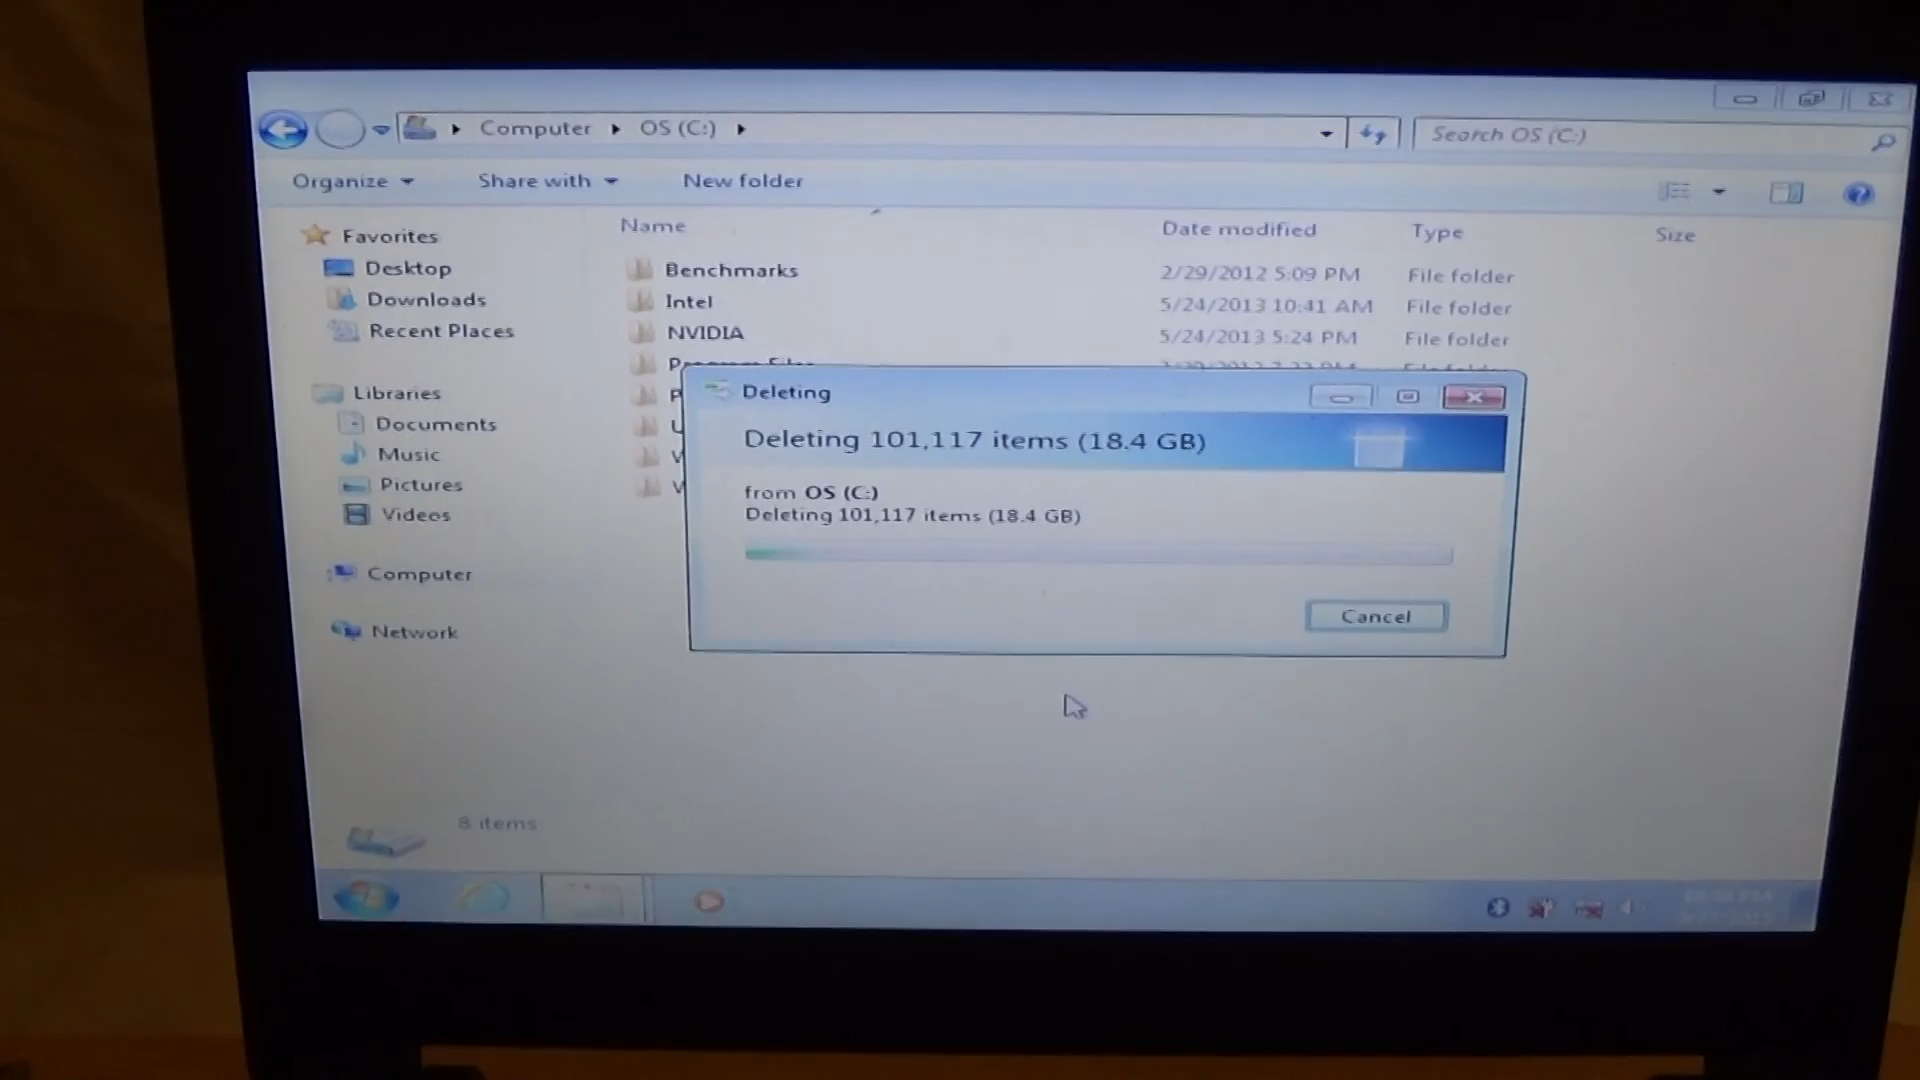 Computer OS (C:)
Search OS (C:)
Organize Share with New folder
Name Date modified Type Size
Favorites
Desktop
Downloads
Recent Places
Libraries
Documents
Music
Pictures
Videos
Computer
Network
Benchmarks 2/29/2012 5:09 PM File folder
Intel 5/24/2013 10:41 AM File folder
NVIDIA 5/24/2013 5:24 PM File folder
Deleting
Deleting 101,117 items (18.4 GB)
from OS (C:)
Deleting 101,117 items (18.4 GB)
Cancel
8 items